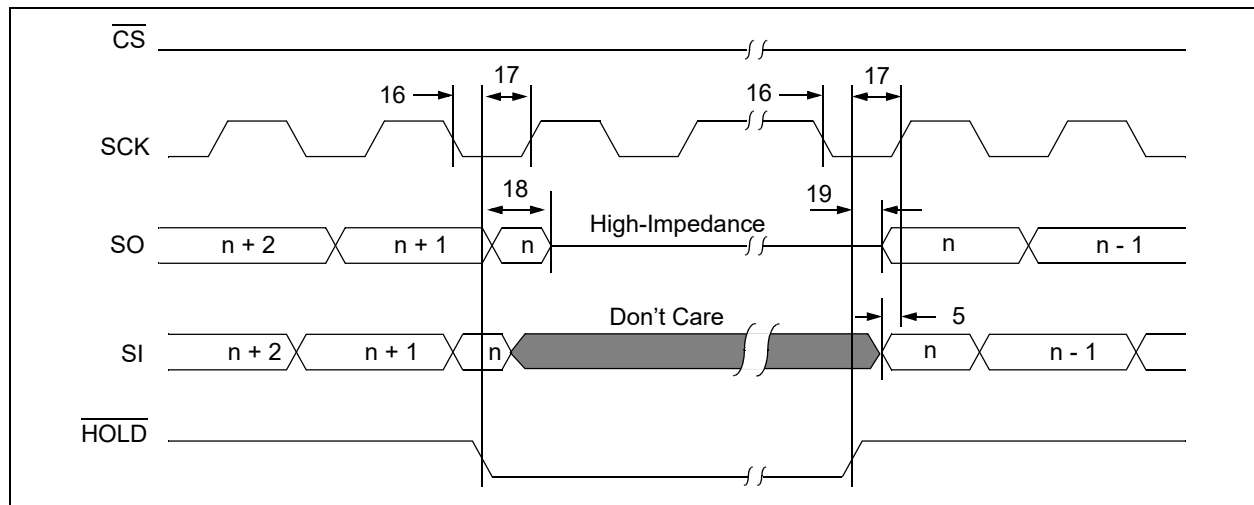 CS
17
17
16
16
SCK
18
19
High-Impedance
SO
n + 2
n + 1
n
n
n - 1
Don't Care
5
SI
n + 2
n + 1
n
n
n - 1
HOLD